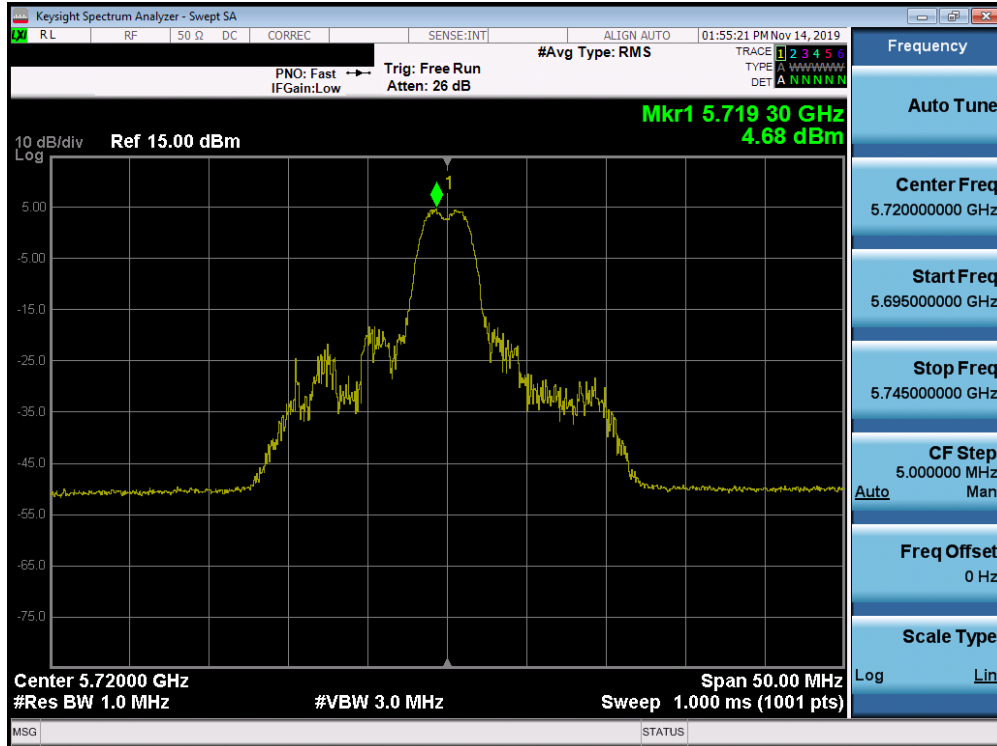 Keysight Spectrum Analyzer - Swept SA
LXI RL RF 50 Ω DC CORREC SENSE:INT ALIGN AUTO 01:55:21 PM Nov 14, 2019
#Avg Type: RMS
TRACE 1 2 3 4 5 6
TYPE A WWWWW
DET A N N N N N
PNO: Fast
IFGain:Low
Trig: Free Run
Atten: 26 dB
Mkr1 5.719 30 GHz
4.68 dBm
10 dB/div Ref 15.00 dBm
Log
1
5.00
-5.00
-15.0
-25.0
-35.0
-45.0
-55.0
-65.0
-75.0
Center 5.72000 GHz Span 50.00 MHz
#Res BW 1.0 MHz #VBW 3.0 MHz Sweep 1.000 ms (1001 pts)
MSG STATUS
Frequency
Auto Tune
Center Freq
5.720000000 GHz
Start Freq
5.695000000 GHz
Stop Freq
5.745000000 GHz
CF Step
5.000000 MHz
Auto Man
Freq Offset
0 Hz
Scale Type
Log Lin